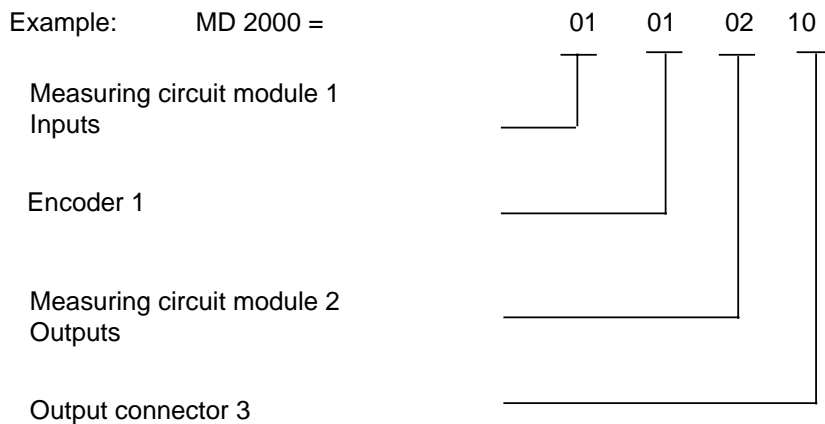 Example: MD 2000 = 01 01 02 10
Measuring circuit module 1
Inputs
Encoder 1
Measuring circuit module 2
Outputs
Output connector 3